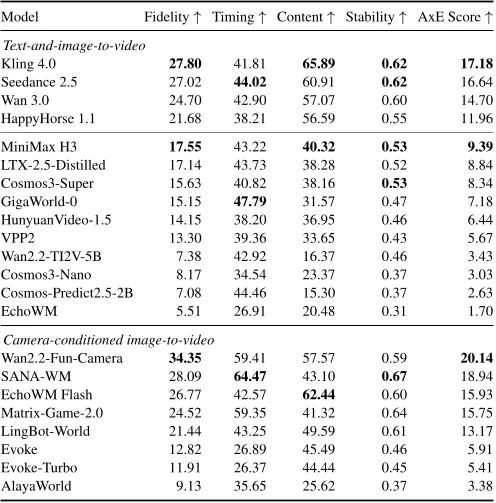 Model Fidelity ↑ Timing ↑ Content ↑ Stability ↑ AxE Score ↑
Text-and-image-to-video
Kling 4.0 27.80 41.81 65.89 0.62 17.18
Seedance 2.5 27.02 44.02 60.91 0.62 16.64
Wan 3.0 24.70 42.90 57.07 0.60 14.70
HappyHorse 1.1 21.68 38.21 56.59 0.55 11.96
MiniMax H3 17.55 43.22 40.32 0.53 9.39
LTX-2.5-Distilled 17.14 43.73 38.28 0.52 8.84
Cosmos3-Super 15.63 40.82 38.16 0.53 8.34
GigaWorld-0 15.15 47.79 31.57 0.47 7.18
HunyuanVideo-1.5 14.15 38.20 36.95 0.46 6.44
VPP2 13.30 39.36 33.65 0.43 5.67
Wan2.2-TI2V-5B 7.38 42.92 16.37 0.46 3.43
Cosmos3-Nano 8.17 34.54 23.37 0.37 3.03
Cosmos-Predict2.5-2B 7.08 44.46 15.30 0.37 2.63
EchoWM 5.51 26.91 20.48 0.31 1.70
Camera-conditioned image-to-video
Wan2.2-Fun-Camera 34.35 59.41 57.57 0.59 20.14
SANA-WM 28.09 64.47 43.10 0.67 18.94
EchoWM Flash 26.77 42.57 62.44 0.60 15.93
Matrix-Game-2.0 24.52 59.35 41.32 0.64 15.75
LingBot-World 21.44 43.25 49.59 0.61 13.17
Evoke 12.82 26.89 45.49 0.46 5.91
Evoke-Turbo 11.91 26.37 44.44 0.45 5.41
AlayaWorld 9.13 35.65 25.62 0.37 3.38